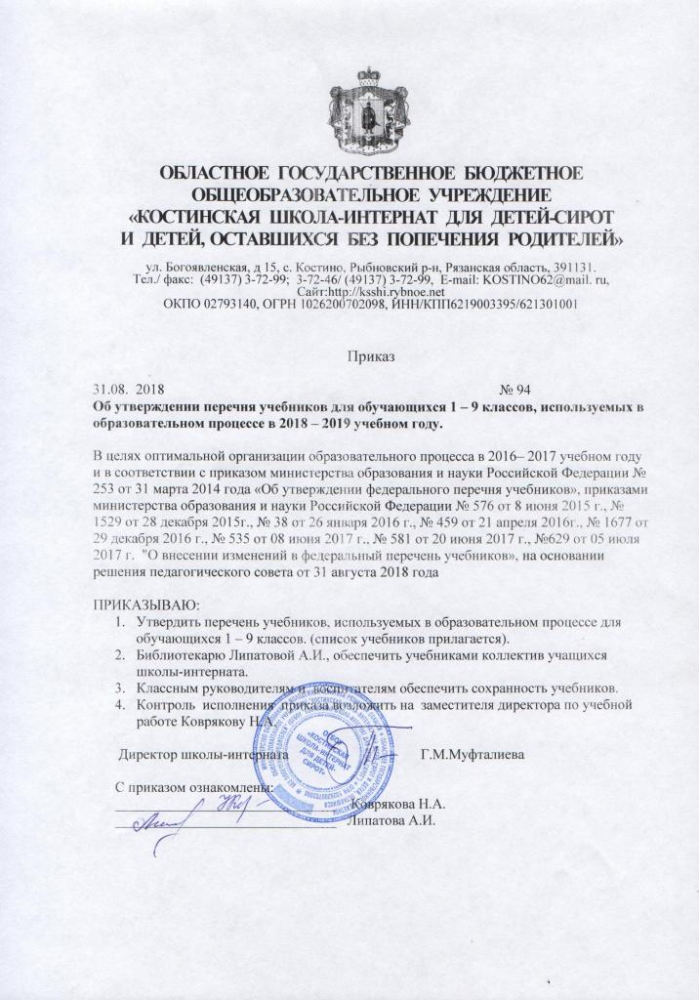 ОБЛАСТНОЕ ГОСУДАРСТВЕННОЕ БЮДЖЕТНОЕ
ОБЩЕОБРАЗОВАТЕЛЬНОЕ УЧРЕЖДЕНИЕ
«КОСТИНСКАЯ ШКОЛА-ИНТЕРНАТ ДЛЯ ДЕТЕЙ-СИРОТ
И ДЕТЕЙ, ОСТАВШИХСЯ БЕЗ ПОПЕЧЕНИЯ РОДИТЕЛЕЙ»
ул. Богоявленская, д 15, с. Костино, Рыбновский р-н, Рязанская область, 391131.
Тел./ факс: (49137) 3-72-99; 3-72-46/ (49137) 3-72-99, E-mail: KOSTINO62@mail. ru,
Сайт:http://ksshi.rybnoe.net
ОКПО 02793140, ОГРН 1026200702098, ИНН/КПП6219003395/621301001
Приказ
31.08. 2018 № 94
Об утверждении перечня учебников для обучающихся 1 – 9 классов, используемых в
образовательном процессе в 2018 – 2019 учебном году.
В целях оптимальной организации образовательного процесса в 2016– 2017 учебном году
и в соответствии с приказом министерства образования и науки Российской Федерации №
253 от 31 марта 2014 года «Об утверждении федерального перечня учебников», приказами
министерства образования и науки Российской Федерации № 576 от 8 июня 2015 г., №
1529 от 28 декабря 2015г., № 38 от 26 января 2016 г., № 459 от 21 апреля 2016г., № 1677 от
29 декабря 2016 г., № 535 от 08 июня 2017 г., № 581 от 20 июня 2017 г., №629 от 05 июля
2017 г. "О внесении изменений в федеральный перечень учебников», на основании
решения педагогического совета от 31 августа 2018 года
ПРИКАЗЫВАЮ:
1. Утвердить перечень учебников, используемых в образовательном процессе для
обучающихся 1 – 9 классов. (список учебников прилагается).
2. Библиотекарю Липатовой А.И., обеспечить учебниками коллектив учащихся
школы-интерната.
3. Классным руководителям и воспитателям обеспечить сохранность учебников.
4. Контроль исполнения приказа возложить на заместителя директора по учебной
работе Коврякову Н.А.
Директор школы-интерната Г.М.Муфталиева
С приказом ознакомлены:
Коврякова Н.А.
Липатова А.И.
«КОСТИНСКАЯ
ШКОЛА-ИНТЕРНАТ
ДЛЯ ДЕТЕЙ-
СИРОТ»